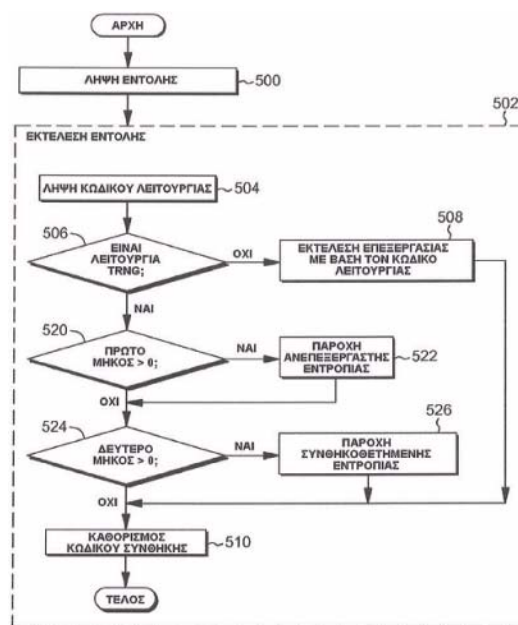 ΑΡΧΗ
ΛΗΨΗ ΕΝΤΟΛΗΣ
500
502
ΕΚΤΕΛΕΣΗ ΕΝΤΟΛΗΣ
ΛΗΨΗ ΚΩΔΙΚΟΥ ΛΕΙΤΟΥΡΓΙΑΣ
504
506
ΕΙΝΑΙ
ΛΕΙΤΟΥΡΓΙΑ
TRNG;
ΟΧΙ
508
ΕΚΤΕΛΕΣΗ ΕΠΕΞΕΡΓΑΣΙΑΣ
ΜΕ ΒΑΣΗ ΤΟΝ ΚΩΔΙΚΟ
ΛΕΙΤΟΥΡΓΙΑΣ
ΝΑΙ
520
ΠΡΩΤΟ
ΜΗΚΟΣ > 0;
ΝΑΙ
ΠΑΡΟΧΗ
ΑΝΕΠΕΞΕΡΓΑΣΤΗΣ
ΕΝΤΡΟΠΙΑΣ
522
ΟΧΙ
524
ΔΕΥΤΕΡΟ
ΜΗΚΟΣ > 0;
ΝΑΙ
526
ΠΑΡΟΧΗ
ΣΥΝΘΗΚΟΘΕΤΗΜΕΝΗΣ
ΕΝΤΡΟΠΙΑΣ
ΟΧΙ
ΚΑΘΟΡΙΣΜΟΣ
ΚΩΔΙΚΟΥ ΣΥΝΘΗΚΗΣ
510
ΤΕΛΟΣ